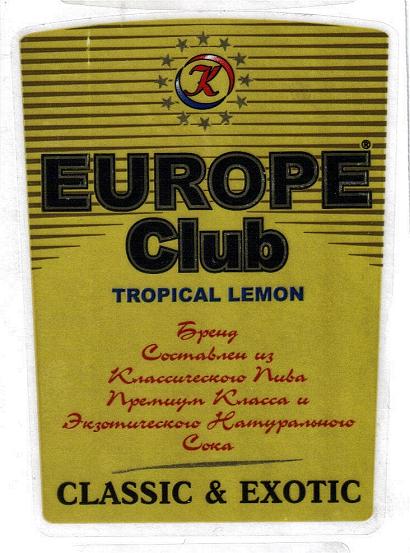 K
EUROPE®
Club
TROPICAL LEMON
Бренд
Составлен из
Классического Пива
Премиум Класса и
Экзотического Натурального
Сока
CLASSIC & EXOTIC